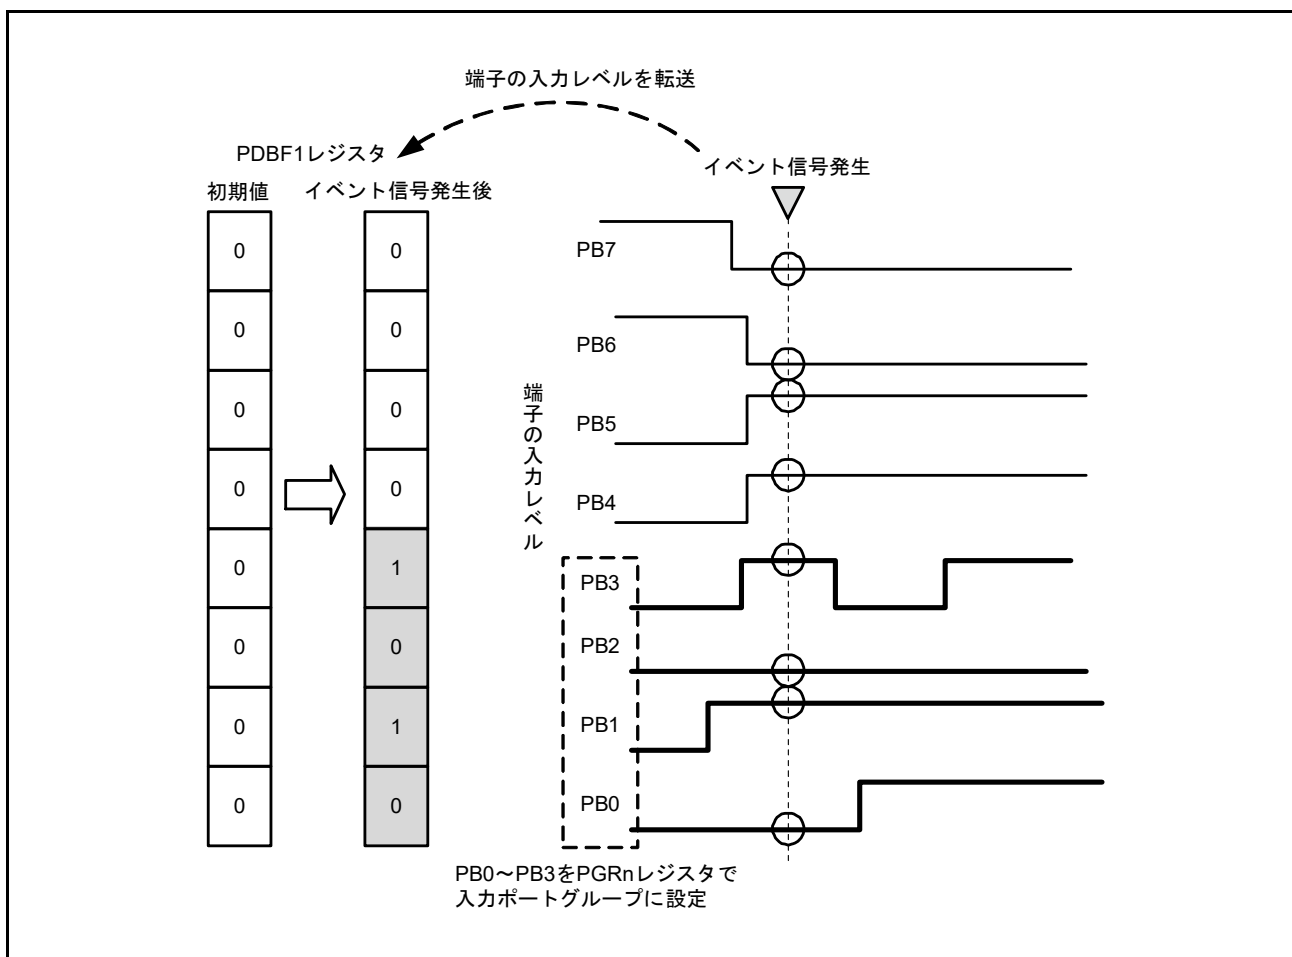 端子の入力レベルを転送
PDBF1レジスタ
イベント信号発生
初期値
イベント信号発生後
0
0
PB7
0
0
PB6
0
0
PB5
端子の入力レベル
0
0
PB4
0
1
PB3
0
0
PB2
0
1
PB1
0
0
PB0
PB0～PB3をPGRnレジスタで
入力ポートグループに設定